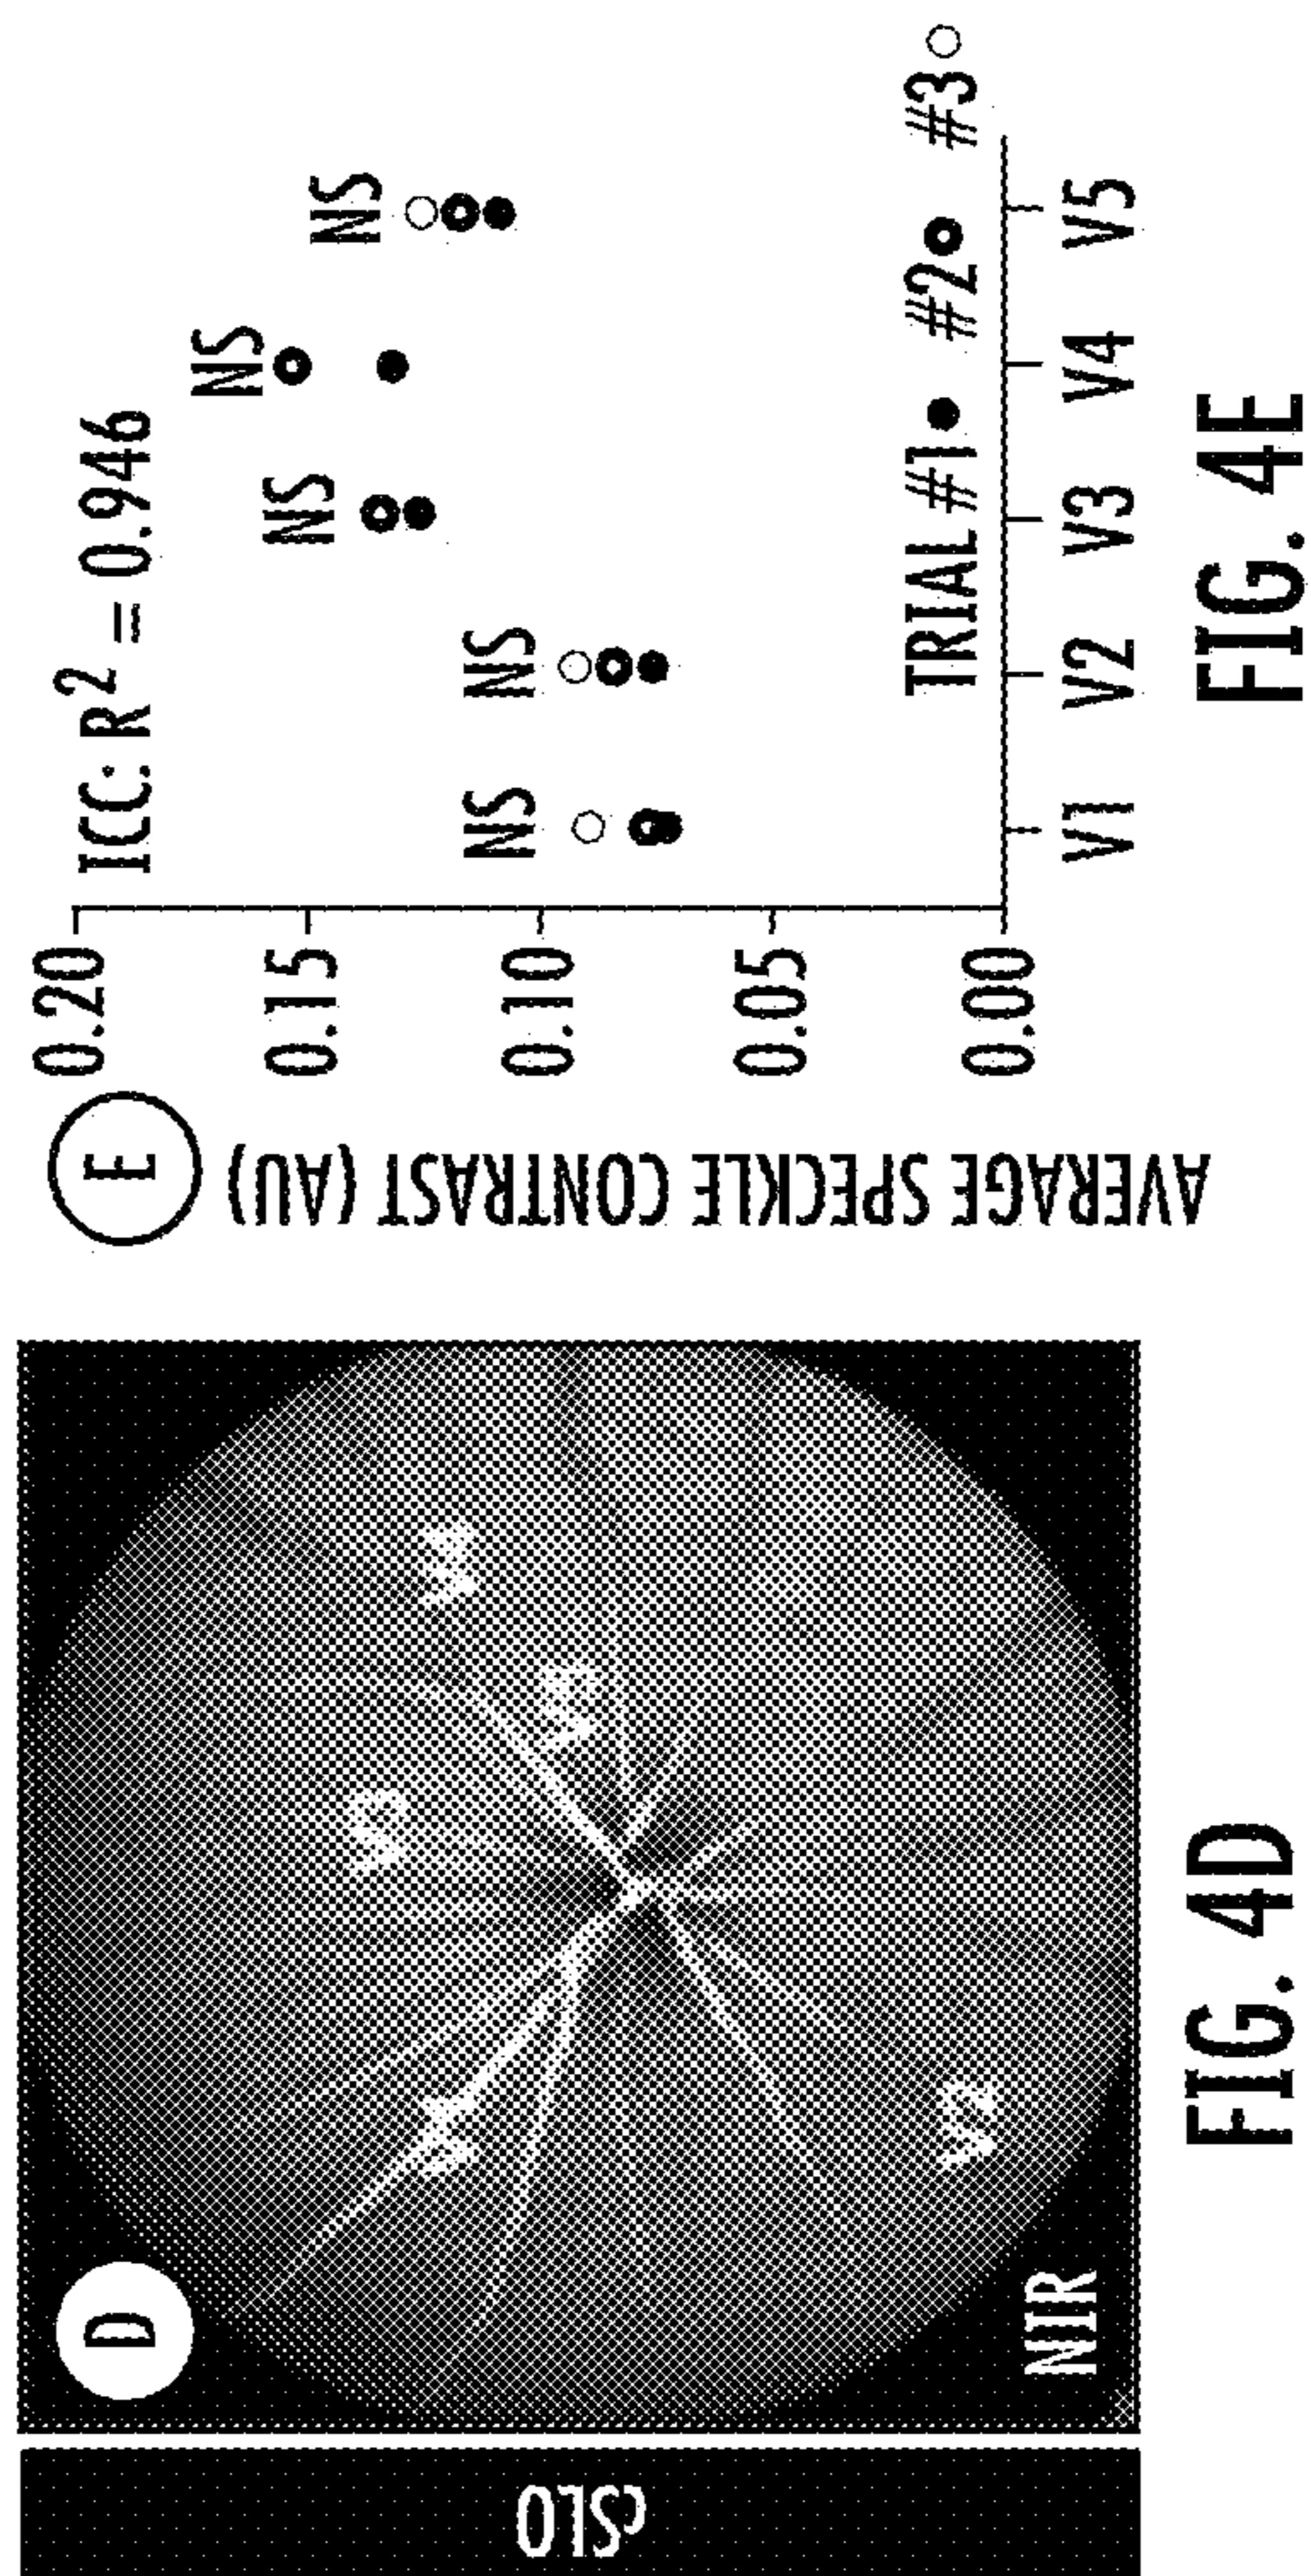 cSLO
D
V1
V2
V3
V4
V5
NIR
FIG. 4D
E
ICC: R² = 0.946
AVERAGE SPECKLE CONTRAST (AU)
0.20
0.15
0.10
0.05
0.00
NS NS NS NS NS
TRIAL #1 ● #2 #3 ○
V1 V2 V3 V4 V5
FIG. 4E